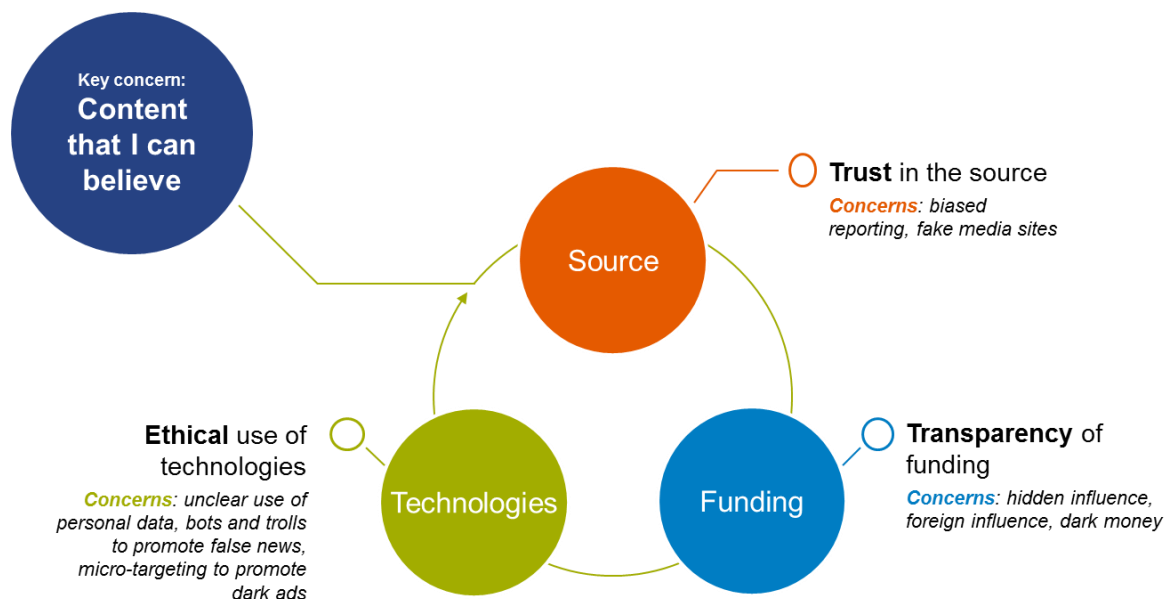 Key concern:
Content
that I can
believe
Source
Trust in the source
Concerns: biased
reporting, fake media sites
Ethical use of
technologies
Concerns: unclear use of
personal data, bots and trolls
to promote false news,
micro-targeting to promote
dark ads
Technologies
Funding
Transparency of
funding
Concerns: hidden influence,
foreign influence, dark money